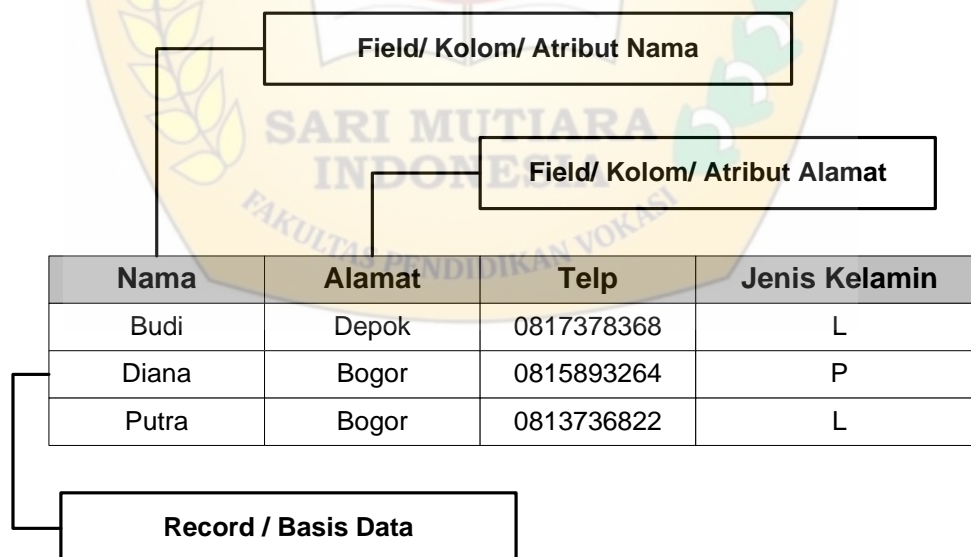 Field/ Kolom/ Atribut Nama
SARI MUTIARA
INDONESIA
Field/ Kolom/ Atribut Alamat
FAKULTAS PENDIDIKAN VOKASI
Nama Alamat Telp Jenis Kelamin
Budi Depok 0817378368 L
Diana Bogor 0815893264 P
Putra Bogor 0813736822 L
Record / Basis Data